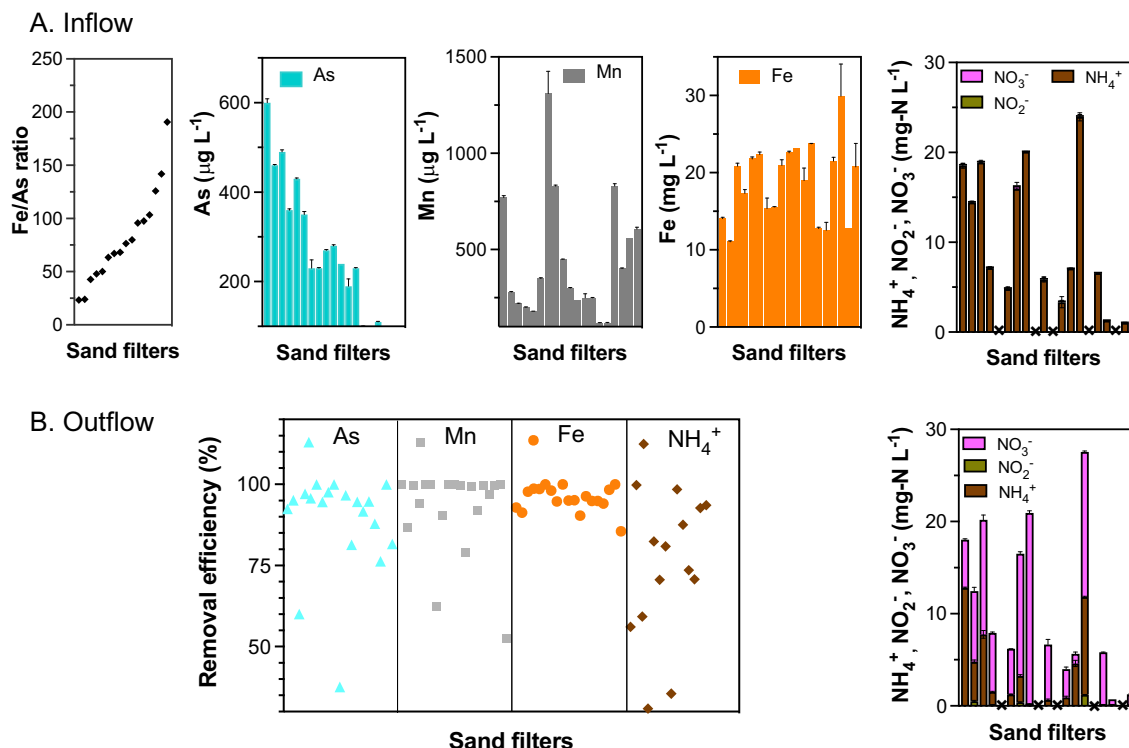 A. Inflow
Fe/As ratio
250
200
150
100
50
0
Sand filters
As (µg L⁻¹)
As
600
400
200
Sand filters
Mn (µg L⁻¹)
Mn
1500
1000
500
Sand filters
Fe (mg L⁻¹)
Fe
30
20
10
0
Sand filters
NH₄⁺, NO₂⁻, NO₃⁻ (mg-N L⁻¹)
NO₃⁻ NH₄⁺
NO₂⁻
30
20
10
0
Sand filters
B. Outflow
Removal efficiency (%)
As Mn Fe NH₄⁺
100
75
50
Sand filters
NH₄⁺, NO₂⁻, NO₃⁻ (mg-N L⁻¹)
NO₃⁻
NO₂⁻
NH₄⁺
30
20
10
0
Sand filters